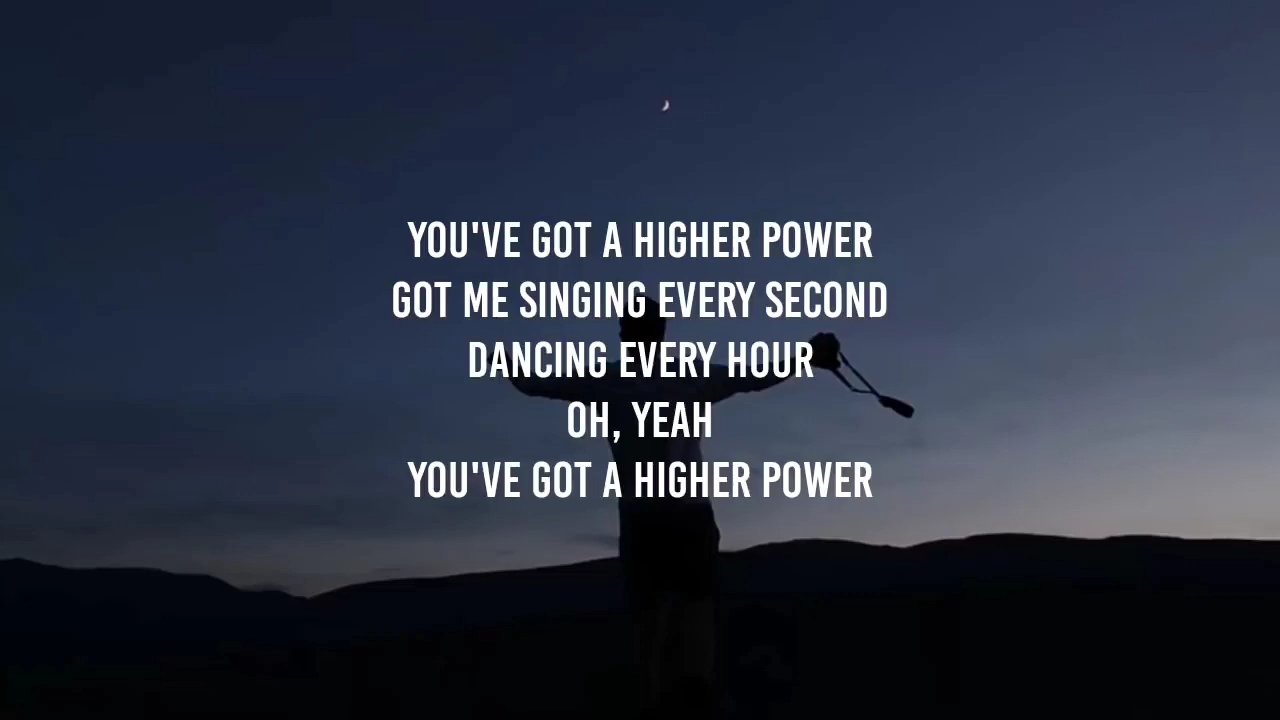 YOU'VE GOT A HIGHER POWER
GOT ME SINGING EVERY SECOND
DANCING EVERY HOUR
OH, YEAH
YOU'VE GOT A HIGHER POWER